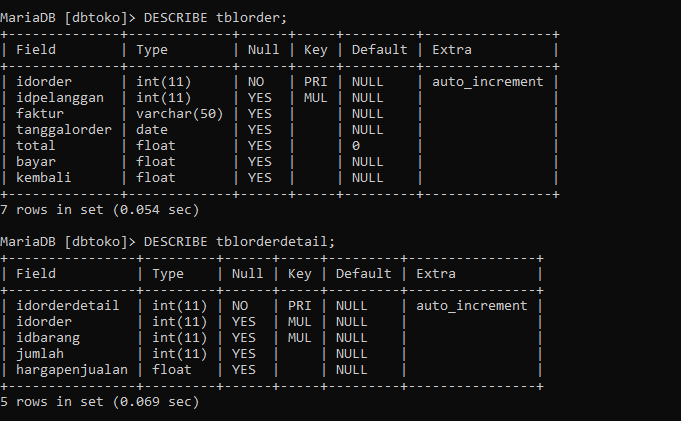 MariaDB [dbtoko]> DESCRIBE tblorder;
+--------------+-------------+------+-----+---------+----------------+
| Field        | Type        | Null | Key | Default | Extra          |
+--------------+-------------+------+-----+---------+----------------+
| idorder      | int(11)     | NO   | PRI | NULL    | auto_increment |
| idpelanggan  | int(11)     | YES  | MUL | NULL    |                |
| faktur       | varchar(50) | YES  |     | NULL    |                |
| tanggalorder | date        | YES  |     | NULL    |                |
| total        | float       | YES  |     | 0       |                |
| bayar        | float       | YES  |     | NULL    |                |
| kembali      | float       | YES  |     | NULL    |                |
+--------------+-------------+------+-----+---------+----------------+
7 rows in set (0.054 sec)

MariaDB [dbtoko]> DESCRIBE tblorderdetail;
+----------------+---------+------+-----+---------+----------------+
| Field          | Type    | Null | Key | Default | Extra          |
+----------------+---------+------+-----+---------+----------------+
| idorderdetail  | int(11) | NO   | PRI | NULL    | auto_increment |
| idorder        | int(11) | YES  | MUL | NULL    |                |
| idbarang       | int(11) | YES  | MUL | NULL    |                |
| jumlah         | int(11) | YES  |     | NULL    |                |
| hargapenjualan | float   | YES  |     | NULL    |                |
+----------------+---------+------+-----+---------+----------------+
5 rows in set (0.069 sec)